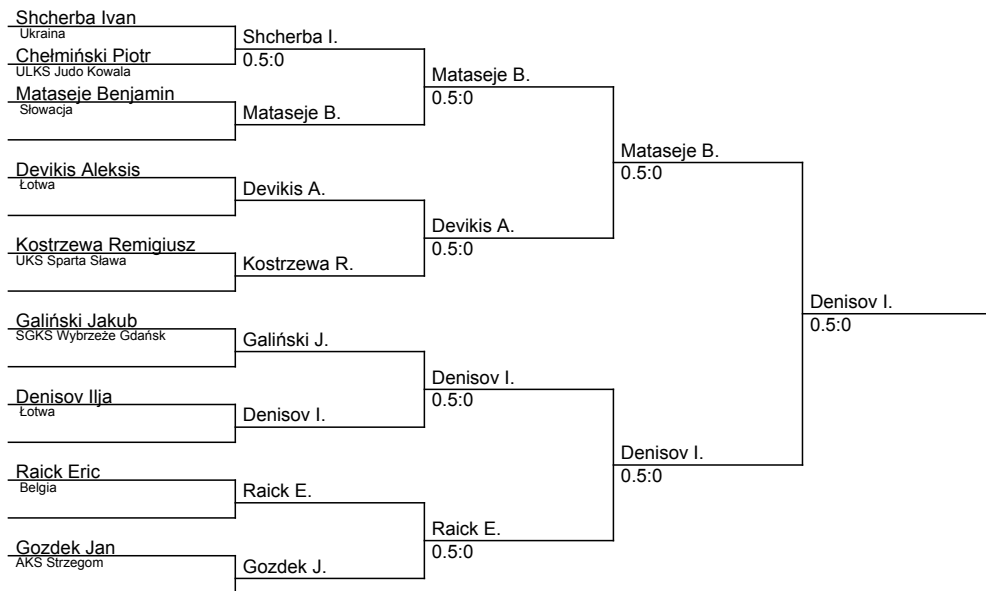 Shcherba Ivan
Ukraina
Chełmiński Piotr
ULKS Judo Kowala
Mataseje Benjamin
Słowacja
Devikis Aleksis
Łotwa
Kostrzewa Remigiusz
UKS Sparta Sława
Galiński Jakub
SGKS Wybrzeże Gdańsk
Denisov Ilja
Łotwa
Raick Eric
Belgia
Gozdek Jan
AKS Strzegom
Shcherba I.
0.5:0
Mataseje B.
Devikis A.
Kostrzewa R.
Galiński J.
Denisov I.
Raick E.
Gozdek J.
Mataseje B.
0.5:0
Devikis A.
0.5:0
Denisov I.
0.5:0
Raick E.
0.5:0
Mataseje B.
0.5:0
Denisov I.
0.5:0
Denisov I.
0.5:0